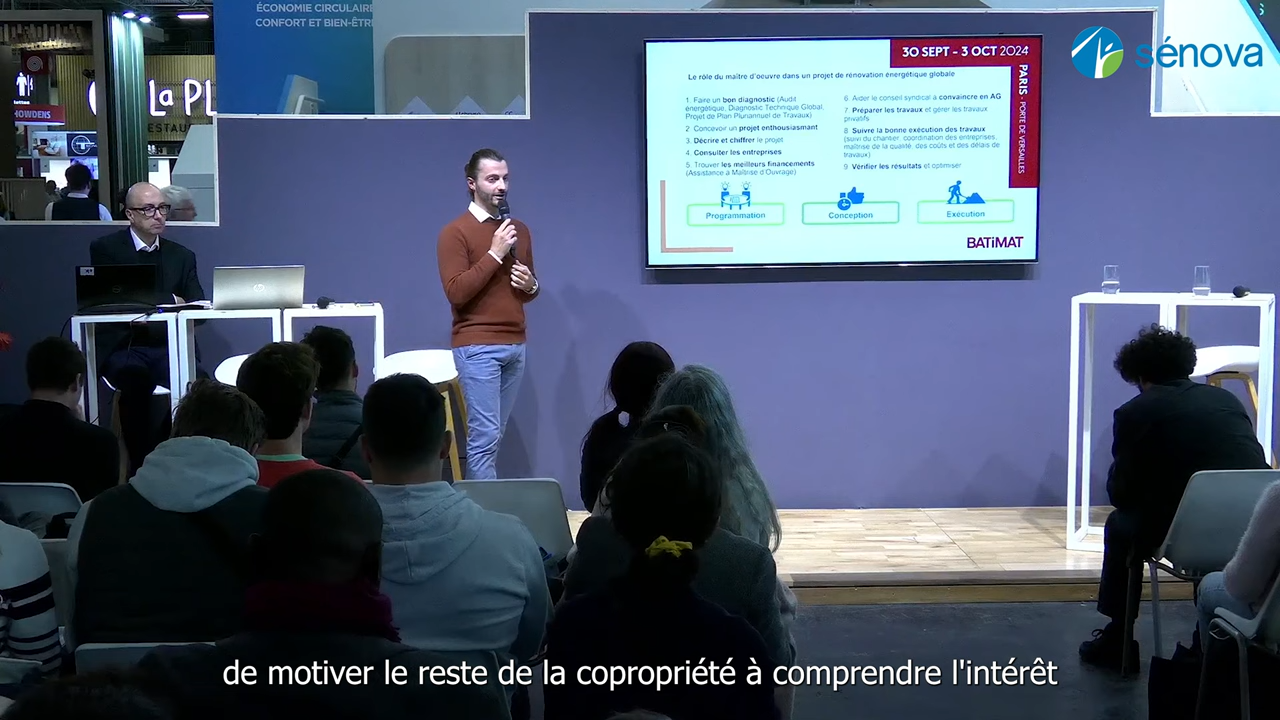 ÉCONOMIE CIRCULAIRE
CONFORT ET BIEN-ÊTR
LA PL
HOWDENS
30 SEPT - 3 OCT 2024
PARIS - PORTE DE VERSAILLES
sénova
Le rôle du maître d'oeuvre dans un projet de rénovation énergétique globale
1. Faire un bon diagnostic (Audit
énergétique, Diagnostic Technique Global,
Projet de Plan Pluriannuel de Travaux)
2 Concevoir un projet enthousiasmant
3. Décrire et chiffrer le projet
4. Consulter les entreprises
5. Trouver les meilleurs financements
(Assistance à Maîtrise d'Ouvrage)
6. Aider le conseil syndical à convaincre en AG
7 Préparer les travaux et gérer les travaux
privatifs
8 Suivre la bonne exécution des travaux
(suivi du chantier, coordination des entreprises,
maîtrise de la qualité, des coûts et des délais de
travaux)
9 Vérifier les résultats et optimiser
Programmation
Conception
Exécution
BATIMAT
hp
de motiver le reste de la copropriété à comprendre l'intérêt